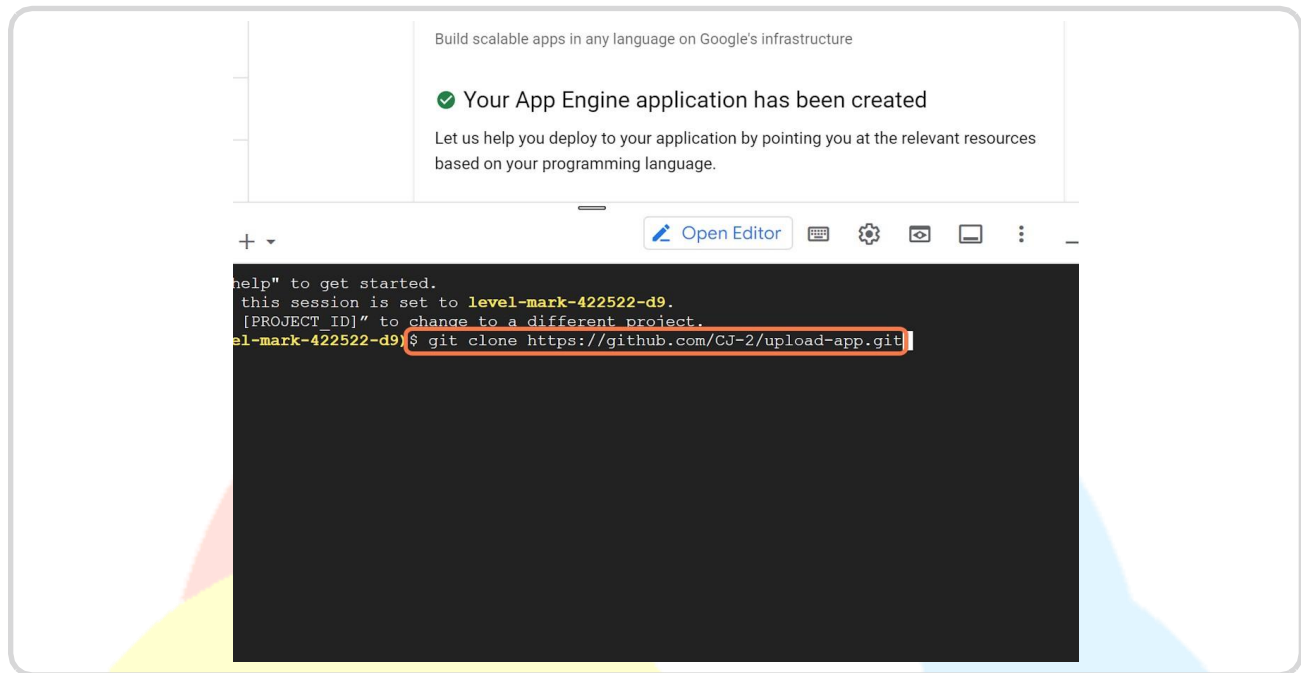 Build scalable apps in any language on Google's infrastructure
Your App Engine application has been created
Let us help you deploy to your application by pointing you at the relevant resources
based on your programming language.
Open Editor
help" to get started.
this session is set to level-mark-422522-d9.
[PROJECT_ID]” to change to a different project.
el-mark-422522-d9)$ git clone https://github.com/CJ-2/upload-app.git